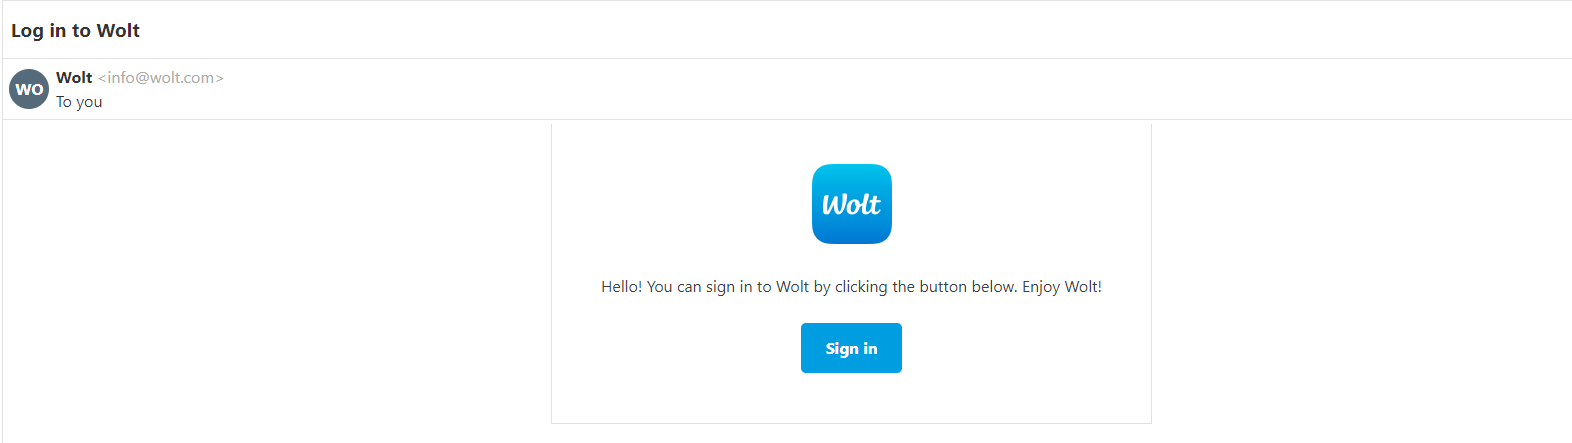 Log in to Wolt
WO
Wolt <info@wolt.com>
To you
Wolt
Hello! You can sign in to Wolt by clicking the button below. Enjoy Wolt!
Sign in